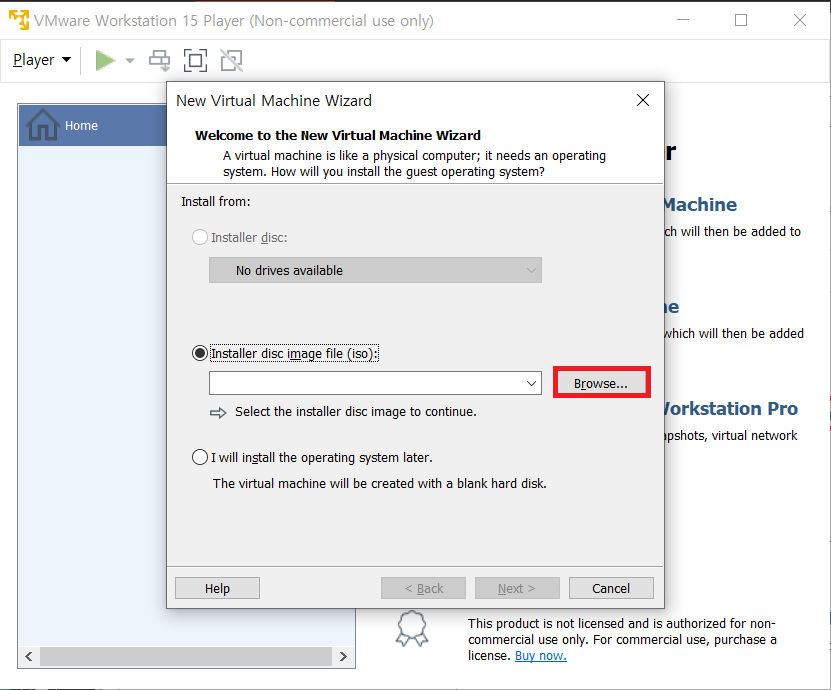 VMware Workstation 15 Player (Non-commercial use only)
Player
New Virtual Machine Wizard
Home
Welcome to the New Virtual Machine Wizard
A virtual machine is like a physical computer; it needs an operating
system. How will you install the guest operating system?
Install from:
Installer disc:
No drives available
Installer disc image file (iso):
Browse...
Select the installer disc image to continue.
I will install the operating system later.
The virtual machine will be created with a blank hard disk.
Help
< Back
Next >
Cancel
Machine
which will then be added to
which will then be added
Workstation Pro
virtual network
This product is not licensed and is authorized for non-
commercial use only. For commercial use, purchase a
license. Buy now.